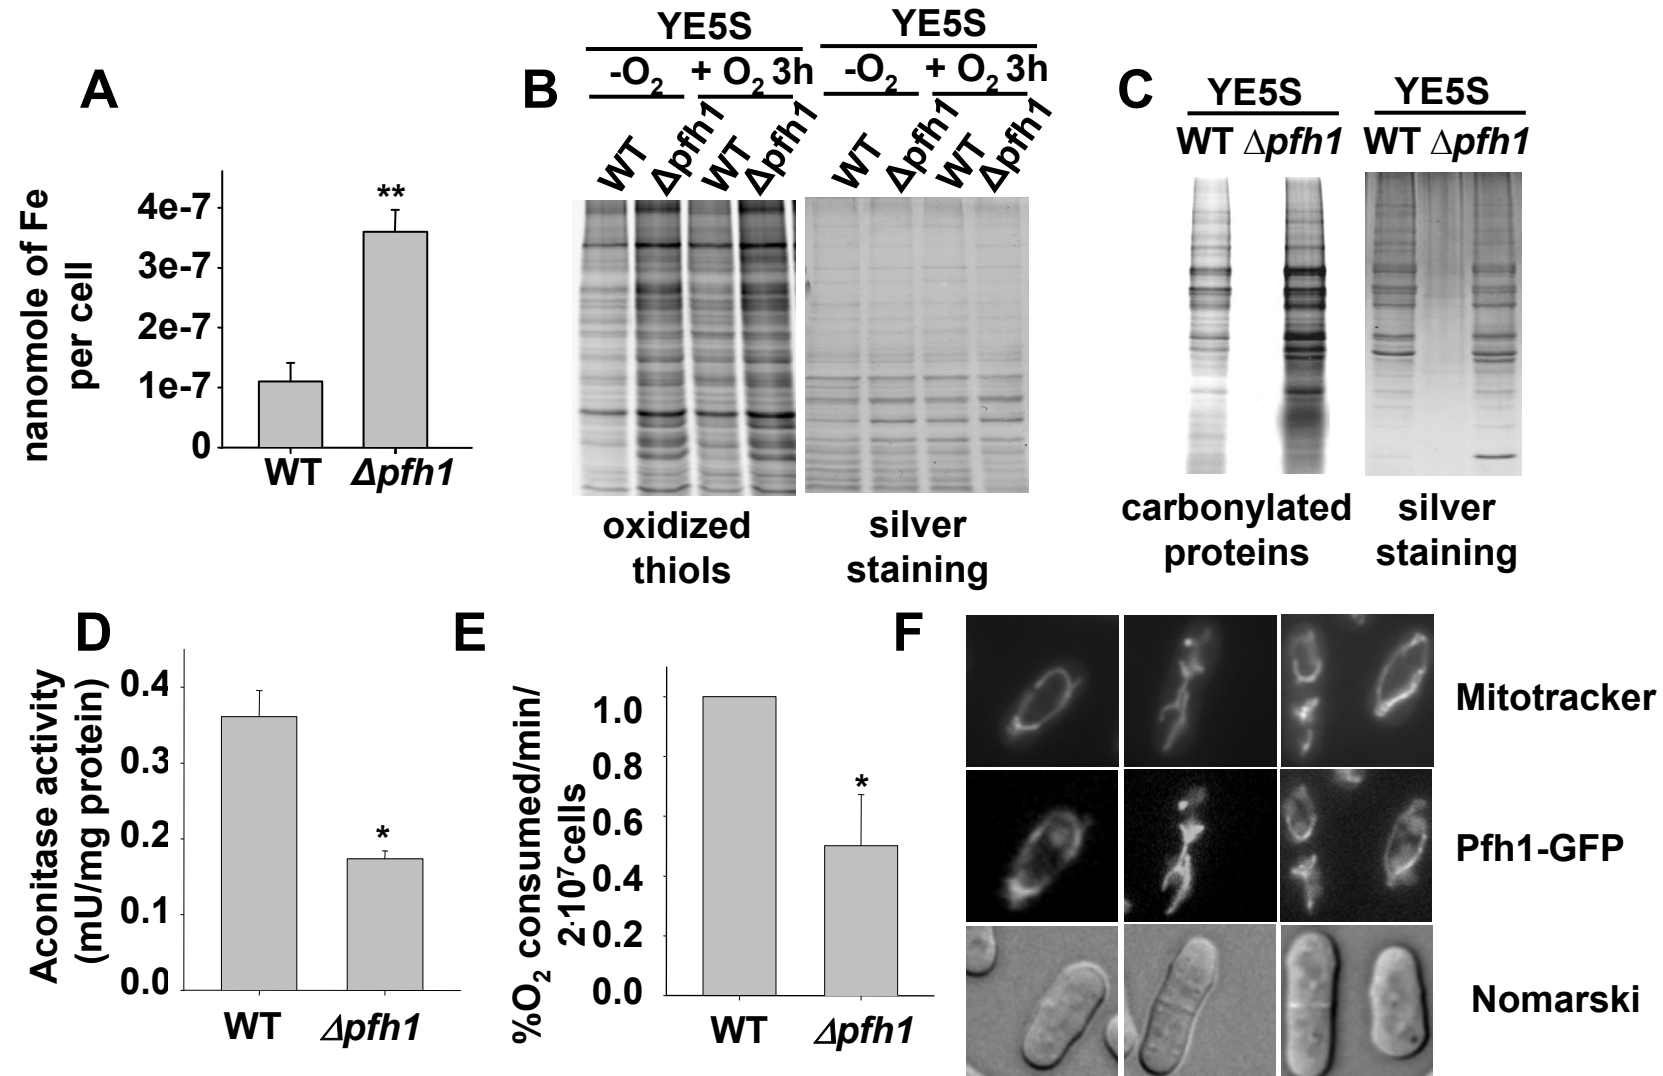 A
nanomole of Fe
per cell
4e-7
3e-7
2e-7
1e-7
0
**
WT Δpfh1
B
YE5S YE5S
-O2 + O2 3h -O2 + O2 3h
WT Δpfh1 WT Δpfh1 WT Δpfh1 WT Δpfh1
oxidized
thiols
silver
staining
C
YE5S YE5S
WT Δpfh1 WT Δpfh1
carbonylated
proteins
silver
staining
D
Aconitase activity
(mU/mg protein)
0.4
0.3
0.2
0.1
0.0
*
WT Δpfh1
E
%O2 consumed/min/
2·10⁷cells
1.0
0.8
0.6
0.4
0.2
0.0
*
WT Δpfh1
F
Mitotracker
Pfh1-GFP
Nomarski